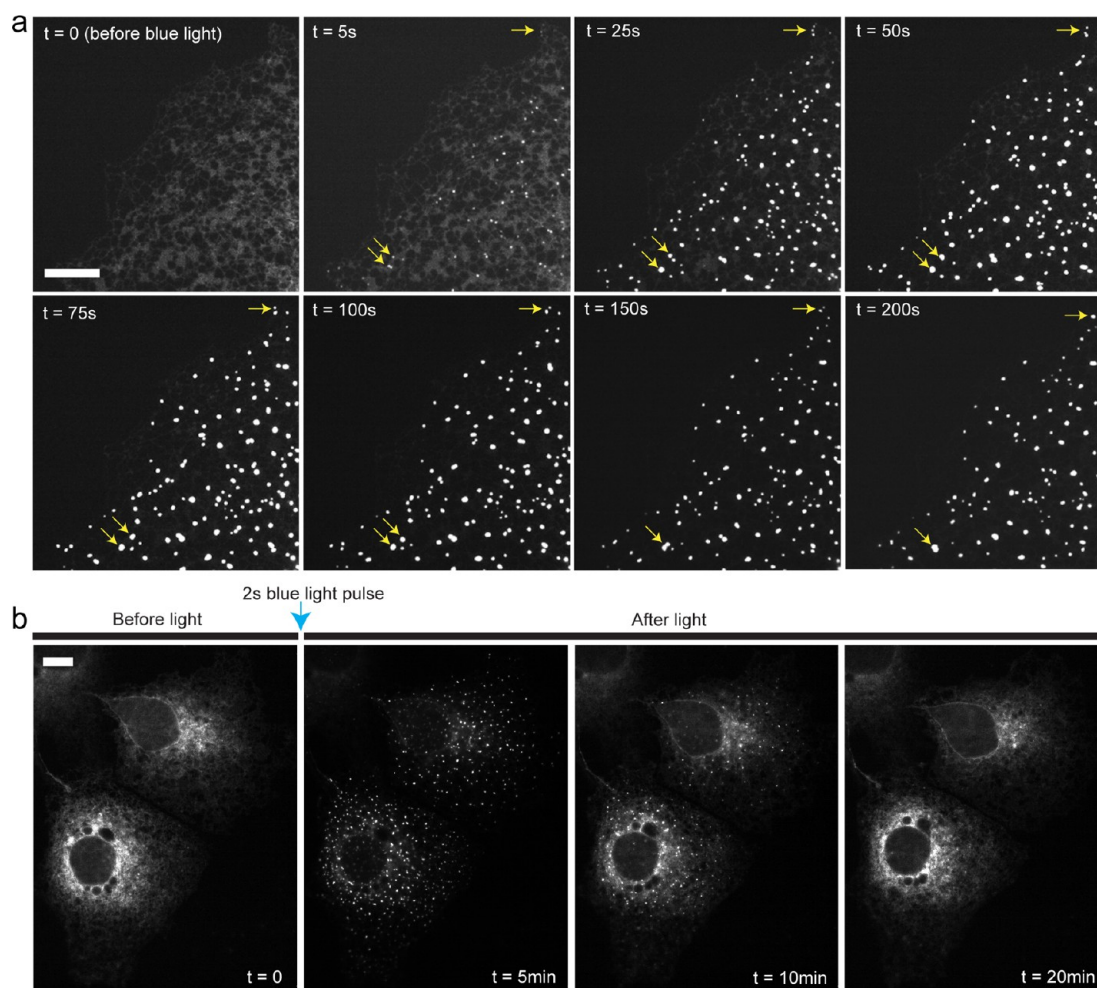 a
t = 0 (before blue light)
t = 5s
t = 25s
t = 50s
t = 75s
t = 100s
t = 150s
t = 200s
2s blue light pulse
b
Before light
After light
t = 0
t = 5min
t = 10min
t = 20min